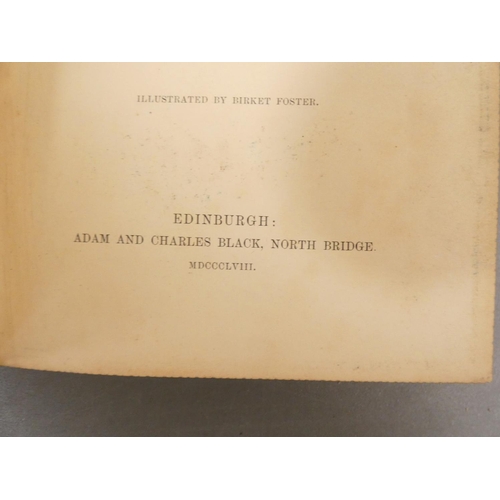 ILLUSTRATED BY BIRKET FOSTER.
EDINBURGH:
ADAM AND CHARLES BLACK, NORTH BRIDGE.
MDCCCLVIII.